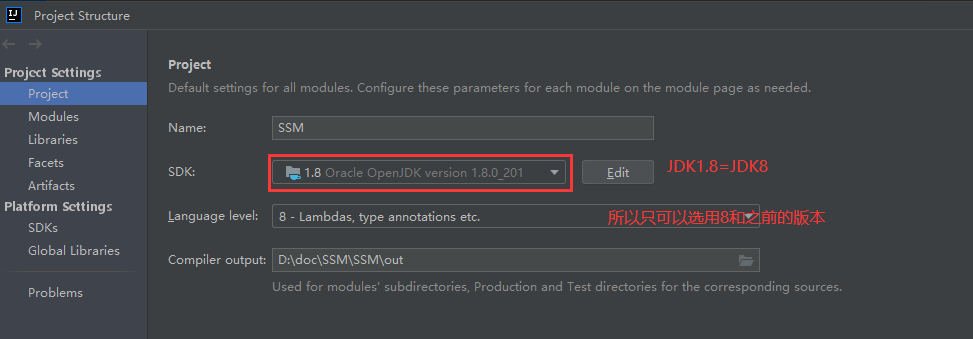 IJ
Project Structure
Project Settings
Project
Modules
Libraries
Facets
Artifacts
Platform Settings
SDKs
Global Libraries
Problems
Project
Default settings for all modules. Configure these parameters for each module on the module page as needed.
Name: SSM
SDK: 1.8 Oracle OpenJDK version 1.8.0_201 Edit JDK1.8=JDK8
Language level: 8 - Lambdas, type annotations etc. 所以只可以选用8和之前的版本
Compiler output: D:\doc\SSM\SSM\out
Used for modules' subdirectories, Production and Test directories for the corresponding sources.